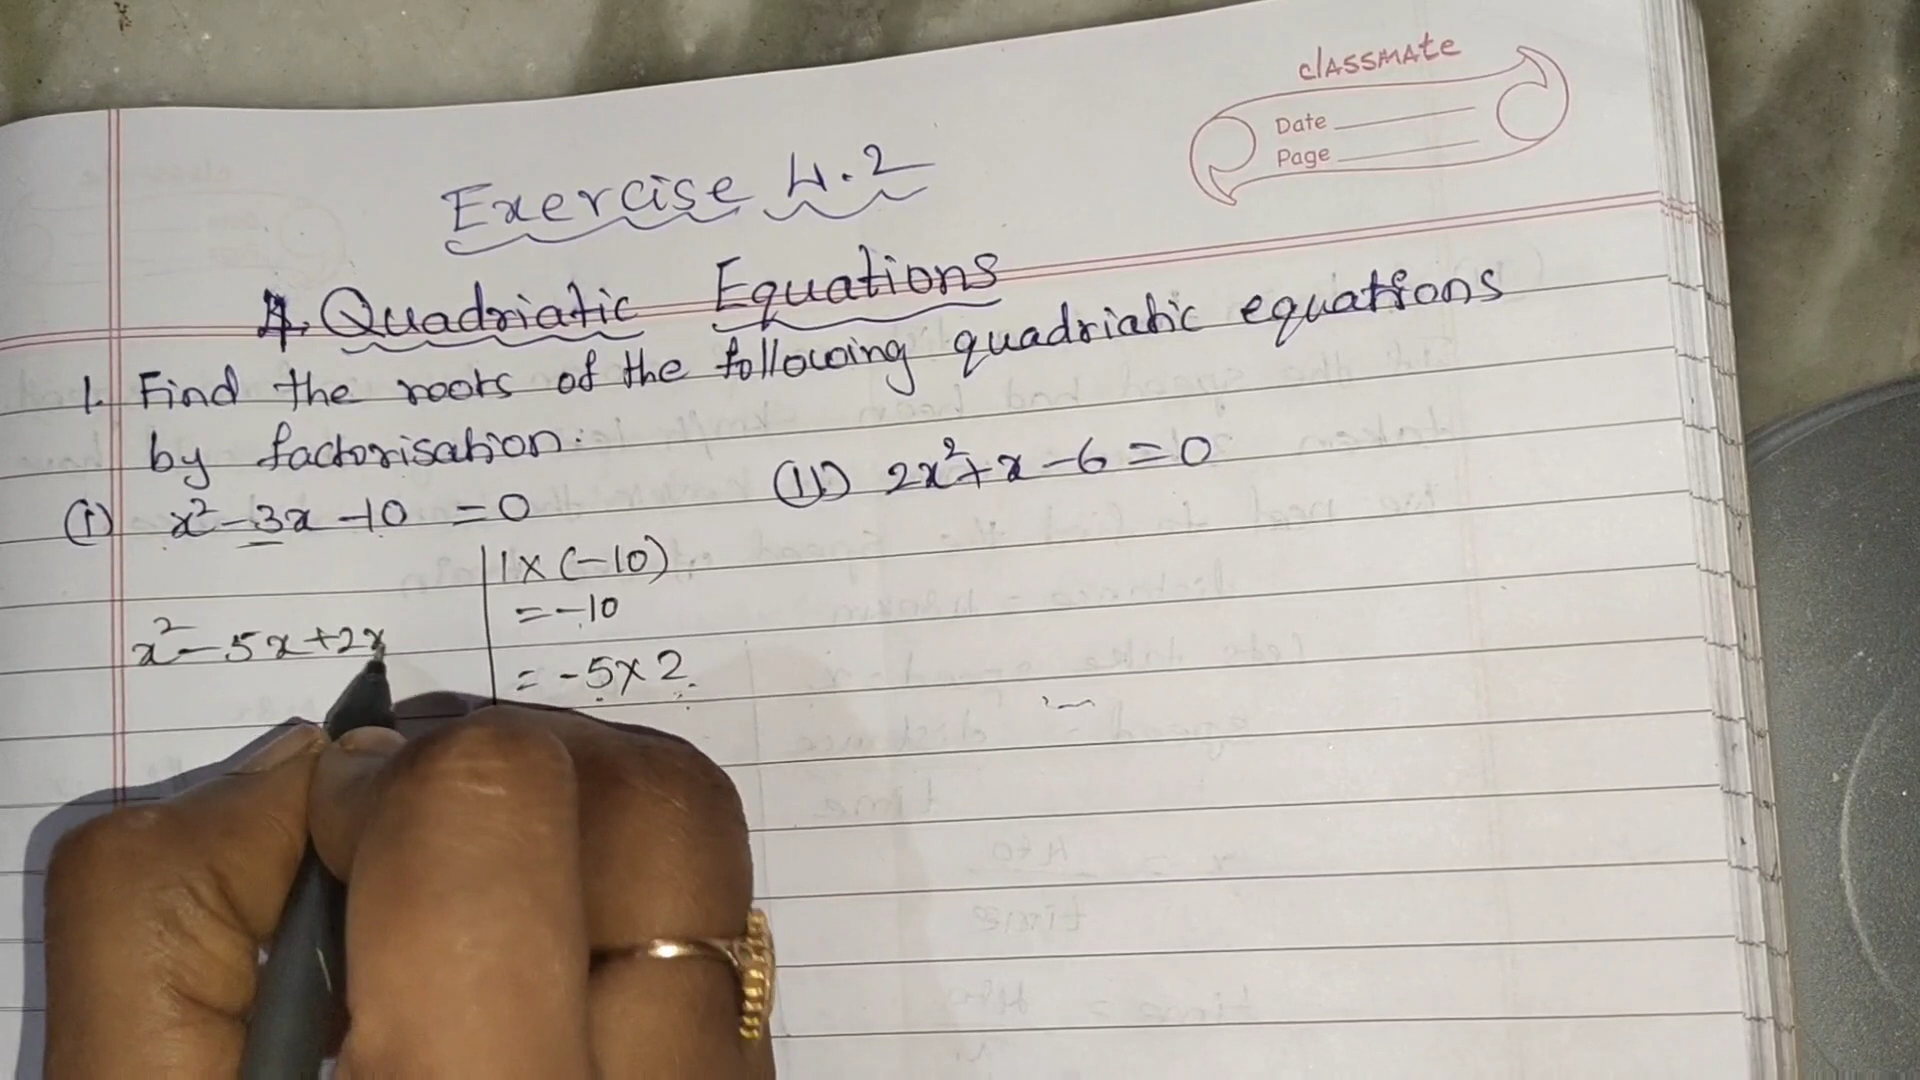 classmate
Date
Page
Exercise 4.2
4. Quadriatic Equations
1. Find the roots of the following quadriatic equations
by factorisation.
(i) x² - 3x - 10 = 0
(ii) 2x² + x - 6 = 0
1 × (-10)
= -10
= -5 × 2
x² - 5x + 2x